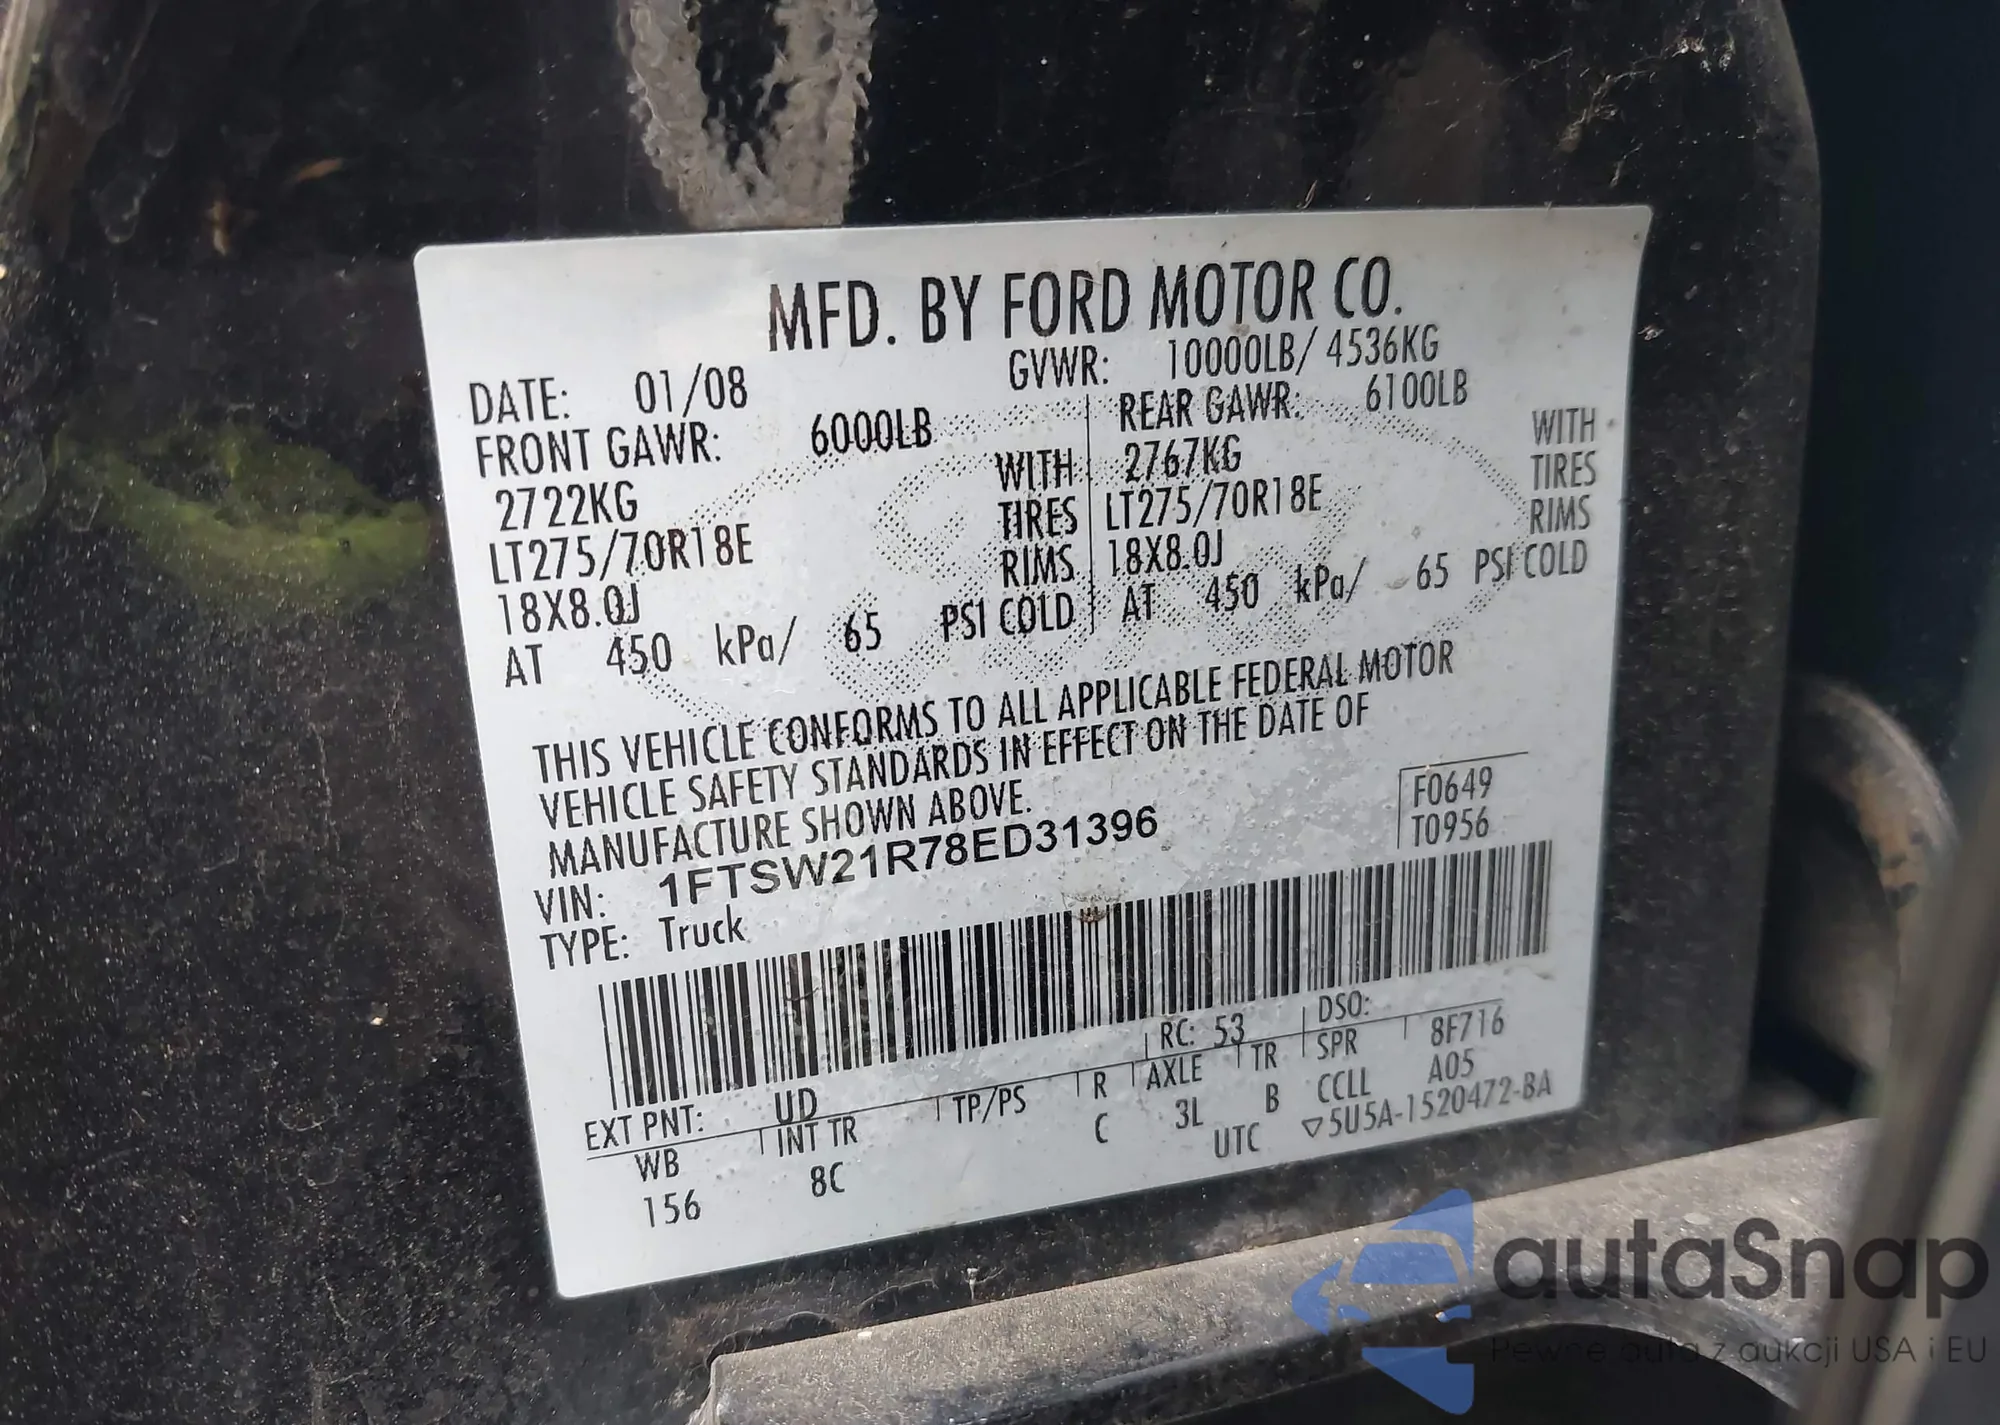 MFD. BY FORD MOTOR CO.
DATE: 01/08 GVWR: 10000LB/ 4536KG
FRONT GAWR: 6000LB REAR GAWR: 6100LB
2722KG WITH 2767KG WITH
LT275/70R18E TIRES LT275/70R18E TIRES
18X8.0J RIMS 18X8.0J RIMS
AT 450 kPa/ 65 PSI COLD AT 450 kPa/ 65 PSI COLD
THIS VEHICLE CONFORMS TO ALL APPLICABLE FEDERAL MOTOR
VEHICLE SAFETY STANDARDS IN EFFECT ON THE DATE OF
MANUFACTURE SHOWN ABOVE.
F0649
T0956
VIN: 1FTSW21R78ED31396
TYPE: Truck
EXT PNT: UD RC: 53 DSO:
WB INT TR TP/PS R AXLE TR SPR 8F716
156 8C C 3L B CCLL A05
UTC ▽5U5A-1520472-BA
autaSnap
Pewne auta z aukcji USA i EU